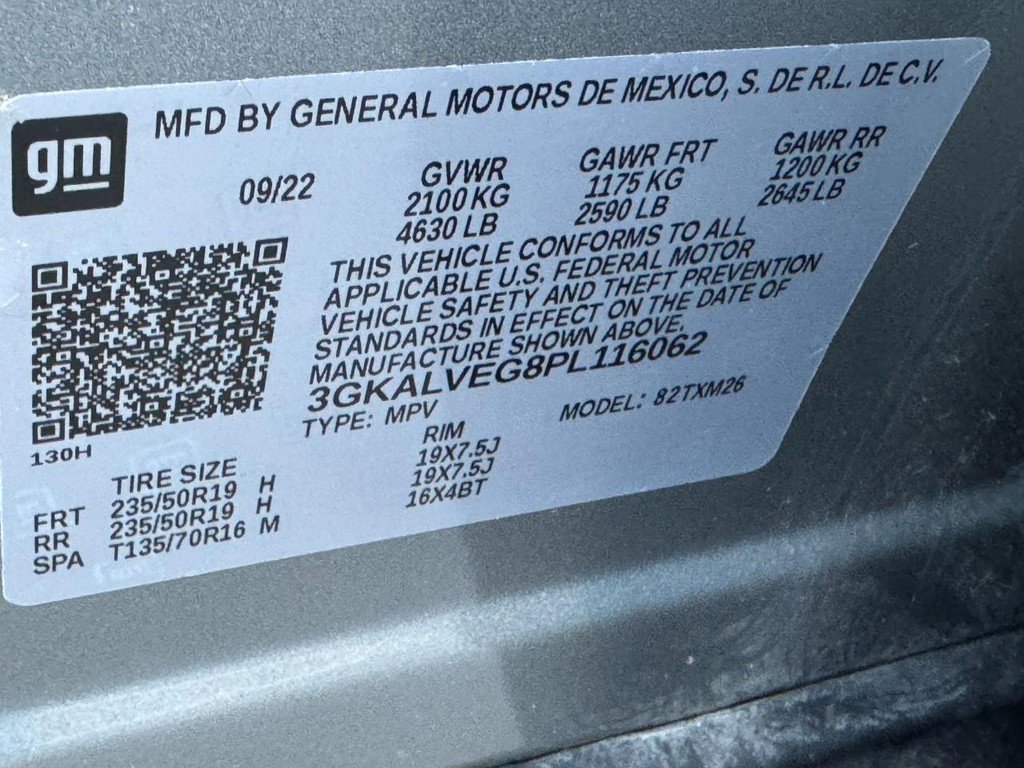 gm
MFD BY GENERAL MOTORS DE MEXICO, S. DE R.L. DE C.V.
09/22
GVWR GAWR FRT GAWR RR
2100 KG 1175 KG 1200 KG
4630 LB 2590 LB 2645 LB
THIS VEHICLE CONFORMS TO ALL
APPLICABLE U.S. FEDERAL MOTOR
VEHICLE SAFETY AND THEFT PREVENTION
STANDARDS IN EFFECT ON THE DATE OF
MANUFACTURE SHOWN ABOVE.
3GKALVEG8PL116062
TYPE: MPV MODEL: 82TXM26
130H
TIRE SIZE RIM
FRT 235/50R19 H 19X7.5J
RR 235/50R19 H 19X7.5J
SPA T135/70R16 M 16X4BT